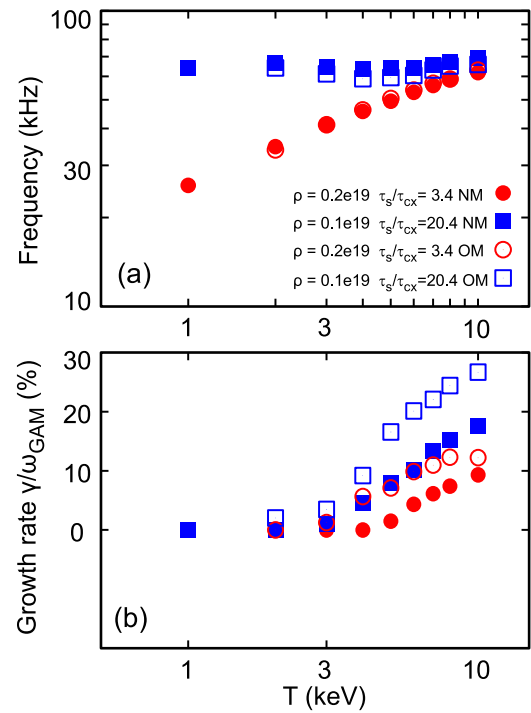 100
30
10
Frequency (kHz)
ρ = 0.2e19 τs/τcx= 3.4 NM
ρ = 0.1e19 τs/τcx=20.4 NM
ρ = 0.2e19 τs/τcx= 3.4 OM
ρ = 0.1e19 τs/τcx=20.4 OM
(a)
1
3
10
30
20
10
0
Growth rate γ/ωGAM (%)
(b)
1
3
10
T (keV)